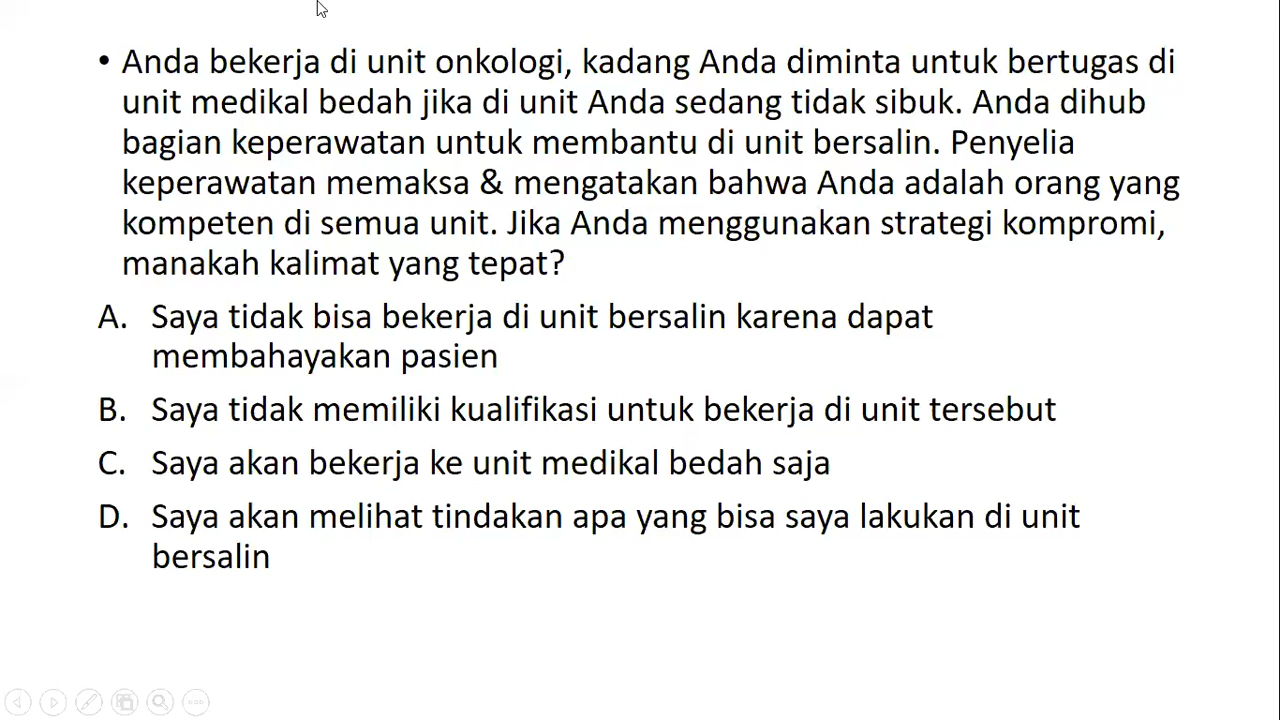 • Anda bekerja di unit onkologi, kadang Anda diminta untuk bertugas di
unit medikal bedah jika di unit Anda sedang tidak sibuk. Anda dihub
bagian keperawatan untuk membantu di unit bersalin. Penyelia
keperawatan memaksa & mengatakan bahwa Anda adalah orang yang
kompeten di semua unit. Jika Anda menggunakan strategi kompromi,
manakah kalimat yang tepat?
A. Saya tidak bisa bekerja di unit bersalin karena dapat
membahayakan pasien
B. Saya tidak memiliki kualifikasi untuk bekerja di unit tersebut
C. Saya akan bekerja ke unit medikal bedah saja
D. Saya akan melihat tindakan apa yang bisa saya lakukan di unit
bersalin